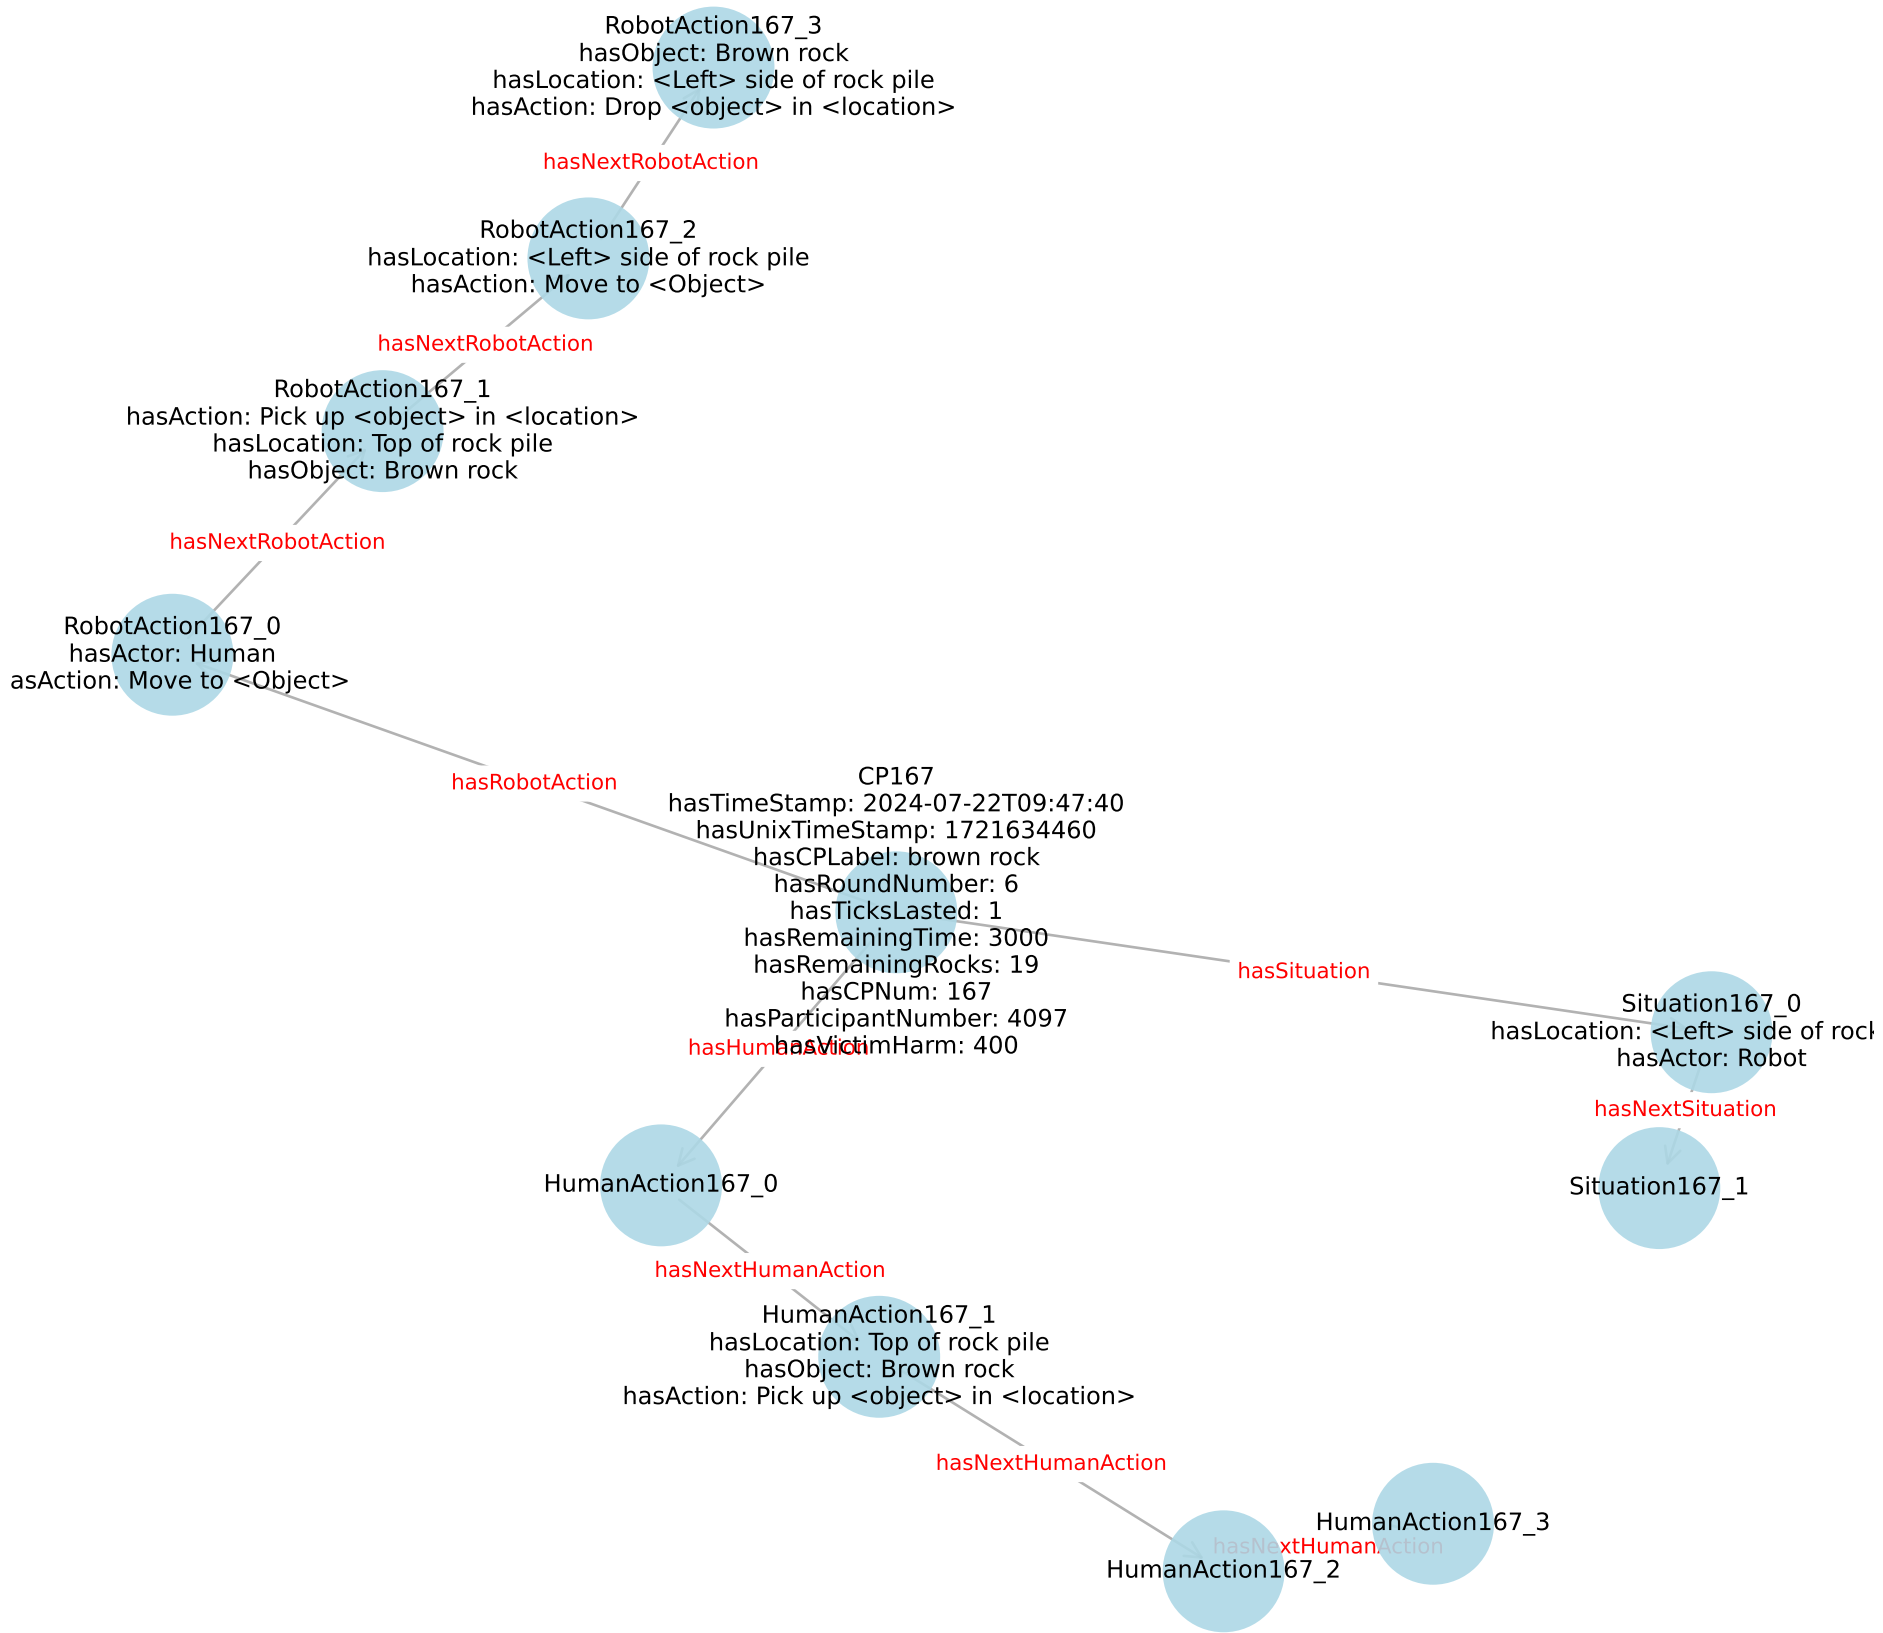 RobotAction167_3
hasObject: Brown rock
hasLocation: <Left> side of rock pile
hasAction: Drop <object> in <location>
hasNextRobotAction
RobotAction167_2
hasLocation: <Left> side of rock pile
hasAction: Move to <Object>
hasNextRobotAction
RobotAction167_1
hasAction: Pick up <object> in <location>
hasLocation: Top of rock pile
hasObject: Brown rock
hasNextRobotAction
RobotAction167_0
hasActor: Human
asAction: Move to <Object>
hasRobotAction
CP167
hasTimeStamp: 2024-07-22T09:47:40
hasUnixTimeStamp: 1721634460
hasCPLabel: brown rock
hasRoundNumber: 6
hasTicksLasted: 1
hasRemainingTime: 3000
hasRemainingRocks: 19
hasCPNum: 167
hasParticipantNumber: 4097
hasVictimHarm: 400
hasHumanAction
hasSituation
Situation167_0
hasLocation: <Left> side of rock
hasActor: Robot
hasNextSituation
Situation167_1
HumanAction167_0
hasNextHumanAction
HumanAction167_1
hasLocation: Top of rock pile
hasObject: Brown rock
hasAction: Pick up <object> in <location>
hasNextHumanAction
HumanAction167_3
hasNextHumanAction
HumanAction167_2